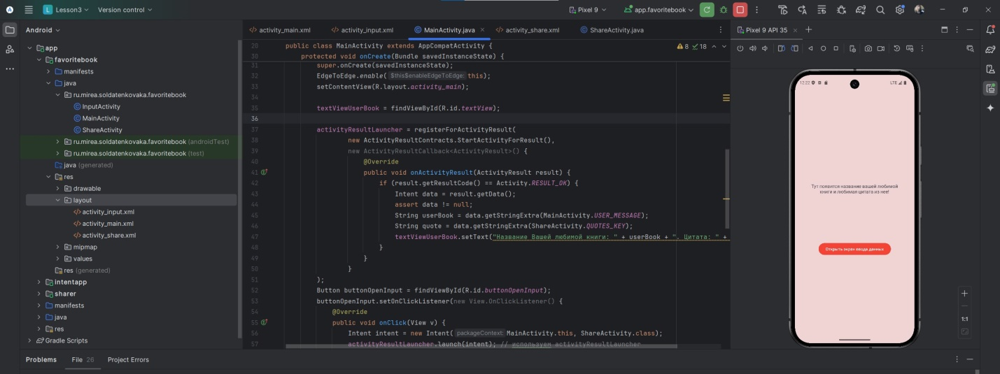 Lesson3
Version control
Pixel 9
app.favoritebook
Android
app
favoritebook
manifests
java
ru.mirea.soldatenkovaka.favoritebook
InputActivity
MainActivity
ShareActivity
ru.mirea.soldatenkovaka.favoritebook (androidTest)
ru.mirea.soldatenkovaka.favoritebook (test)
java (generated)
res
drawable
layout
activity_input.xml
activity_main.xml
activity_share.xml
mipmap
values
res (generated)
intentapp
sharer
manifests
java
res
Gradle Scripts
activity_main.xml
activity_input.xml
MainActivity.java
activity_share.xml
ShareActivity.java
8 18
20 public class MainActivity extends AppCompatActivity {
30 protected void onCreate(Bundle savedInstanceState) {
31 super.onCreate(savedInstanceState);
32 EdgeToEdge.enable( $this$enableEdgeToEdge: this);
33 setContentView(R.layout.activity_main);
34
35 textViewUserBook = findViewById(R.id.textView);
36
37 activityResultLauncher = registerForActivityResult(
38 new ActivityResultContracts.StartActivityForResult(),
39 new ActivityResultCallback<ActivityResult>() {
40 @Override
41 public void onActivityResult(ActivityResult result) {
42 if (result.getResultCode() == Activity.RESULT_OK) {
43 Intent data = result.getData();
44 assert data != null;
45 String userBook = data.getStringExtra(MainActivity.USER_MESSAGE);
46 String quote = data.getStringExtra(ShareActivity.QUOTES_KEY);
47 textViewUserBook.setText("Название Вашей любимой книги: " + userBook + ". Цитата: " +
48 }
49 }
50 }
51 );
52 Button buttonOpenInput = findViewById(R.id.buttonOpenInput);
53 buttonOpenInput.setOnClickListener(new View.OnClickListener() {
54 @Override
55 public void onClick(View v) {
56 Intent intent = new Intent( packageContext: MainActivity.this, ShareActivity.class);
57 activityResultLauncher.launch(intent); // используем activityResultLauncher
Pixel 9 API 35
12:22
LTE
Тут появится название вашей любимой
книги и любимая цитата из нее!
Открыть экран ввода данных
1:1
Problems
File 26
Project Errors